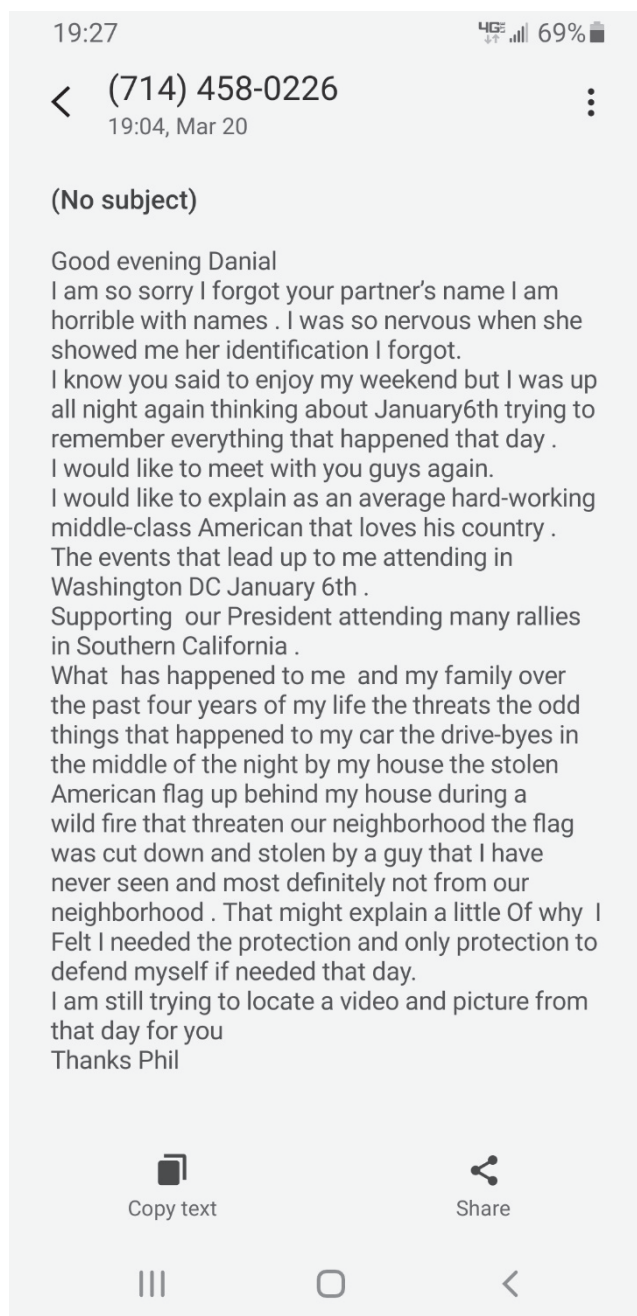 19:27
4GE 69%
(714) 458-0226
19:04, Mar 20
(No subject)
Good evening Danial
I am so sorry I forgot your partner's name I am
horrible with names . I was so nervous when she
showed me her identification I forgot.
I know you said to enjoy my weekend but I was up
all night again thinking about January6th trying to
remember everything that happened that day .
I would like to meet with you guys again.
I would like to explain as an average hard-working
middle-class American that loves his country .
The events that lead up to me attending in
Washington DC January 6th .
Supporting  our President attending many rallies
in Southern California .
What  has happened to me  and my family over
the past four years of my life the threats the odd
things that happened to my car the drive-byes in
the middle of the night by my house the stolen
American flag up behind my house during a
wild fire that threaten our neighborhood the flag
was cut down and stolen by a guy that I have
never seen and most definitely not from our
neighborhood . That might explain a little Of why  I
Felt I needed the protection and only protection to
defend myself if needed that day.
I am still trying to locate a video and picture from
that day for you
Thanks Phil
Copy text
Share